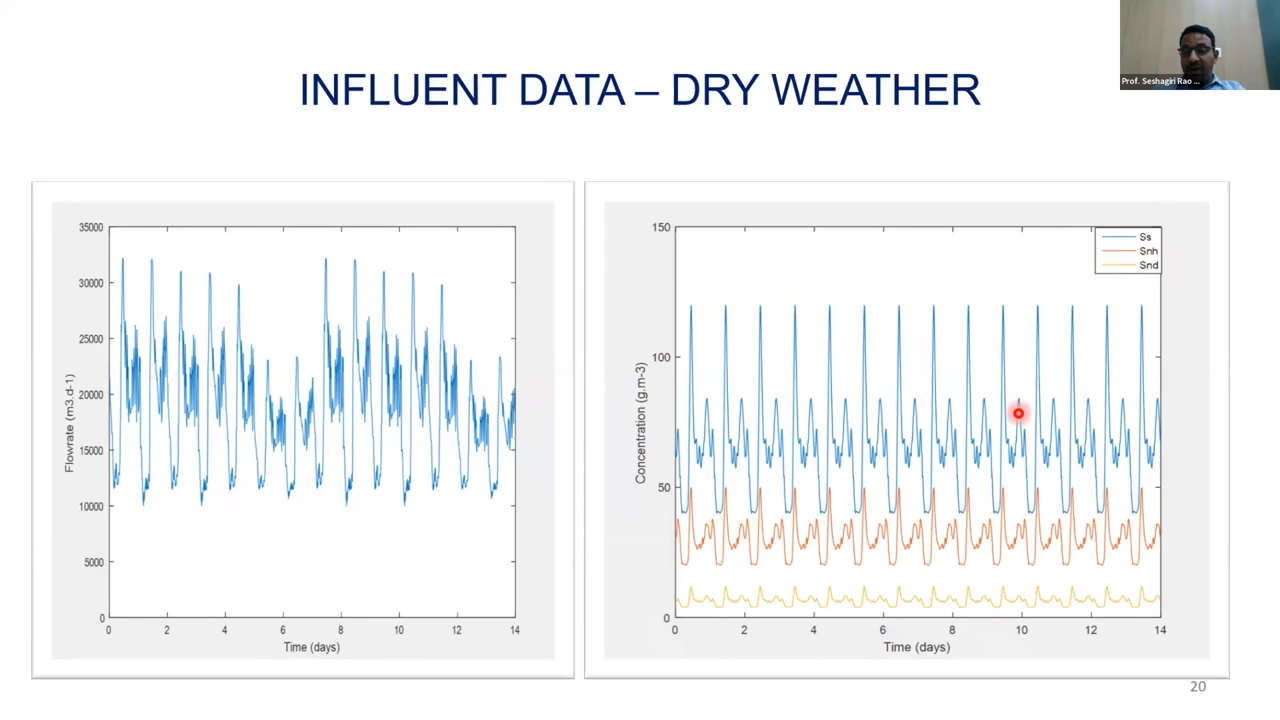 Prof. Seshagiri Rao ...
INFLUENT DATA – DRY WEATHER
35000
30000
25000
20000
15000
10000
5000
0
Flowrate (m3.d-1)
0 2 4 6 8 10 12 14
Time (days)
150
100
50
0
Concentration (g.m-3)
Ss
Snh
Snd
0 2 4 6 8 10 12 14
Time (days)
20